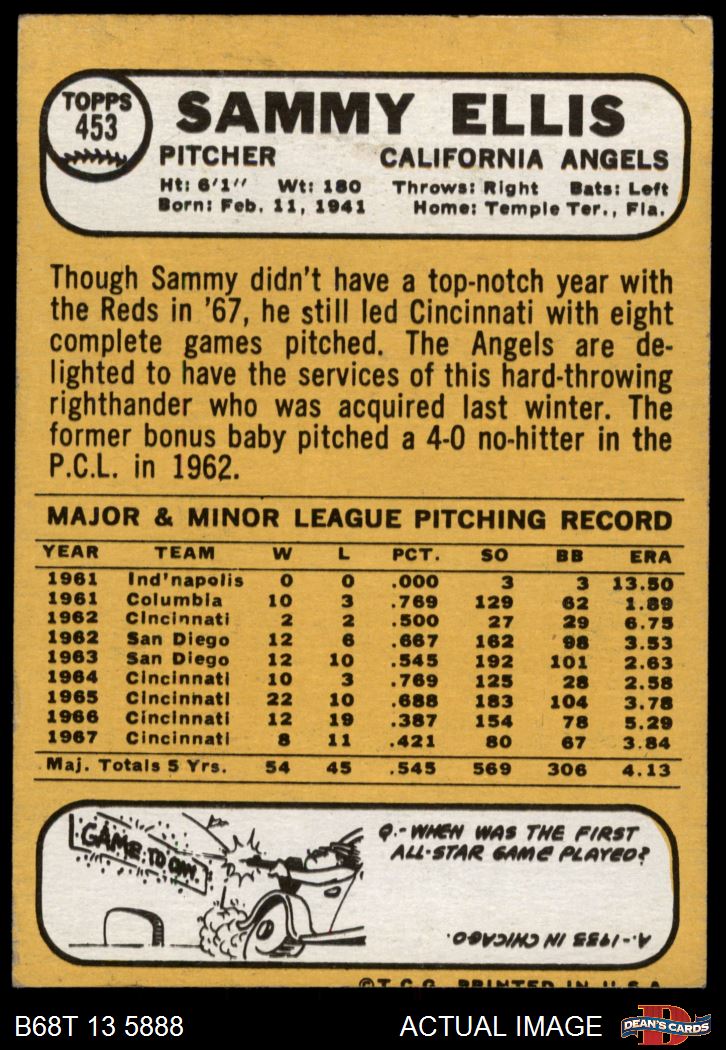 TOPPS
453
SAMMY ELLIS
PITCHER CALIFORNIA ANGELS
Ht: 6'1" Wt: 180 Throws: Right Bats: Left
Born: Feb. 11, 1941 Home: Temple Ter., Fla.
Though Sammy didn't have a top-notch year with
the Reds in '67, he still led Cincinnati with eight
complete games pitched. The Angels are de-
lighted to have the services of this hard-throwing
righthander who was acquired last winter. The
former bonus baby pitched a 4-0 no-hitter in the
P.C.L. in 1962.
MAJOR & MINOR LEAGUE PITCHING RECORD
YEAR TEAM W L PCT. SO BB ERA
1961 Ind'napolis 0 0 .000 3 3 13.50
1961 Columbia 10 3 .769 129 62 1.89
1962 Cincinnati 2 2 .500 27 29 6.75
1962 San Diego 12 6 .667 162 98 3.53
1963 San Diego 12 10 .545 192 101 2.63
1964 Cincinnati 10 3 .769 125 28 2.58
1965 Cincinnati 22 10 .688 183 104 3.78
1966 Cincinnati 12 19 .387 154 78 5.29
1967 Cincinnati 8 11 .421 80 67 3.84
Maj. Totals 5 Yrs. 54 45 .545 569 306 4.13
GAME TODAY
Q.-WHEN WAS THE FIRST
ALL-STAR GAME PLAYED?
A.-1933 IN CHICAGO.
©T.C.G. PRINTED IN U.S.A.
B68T 13 5888 ACTUAL IMAGE
D
DEAN'S CARDS